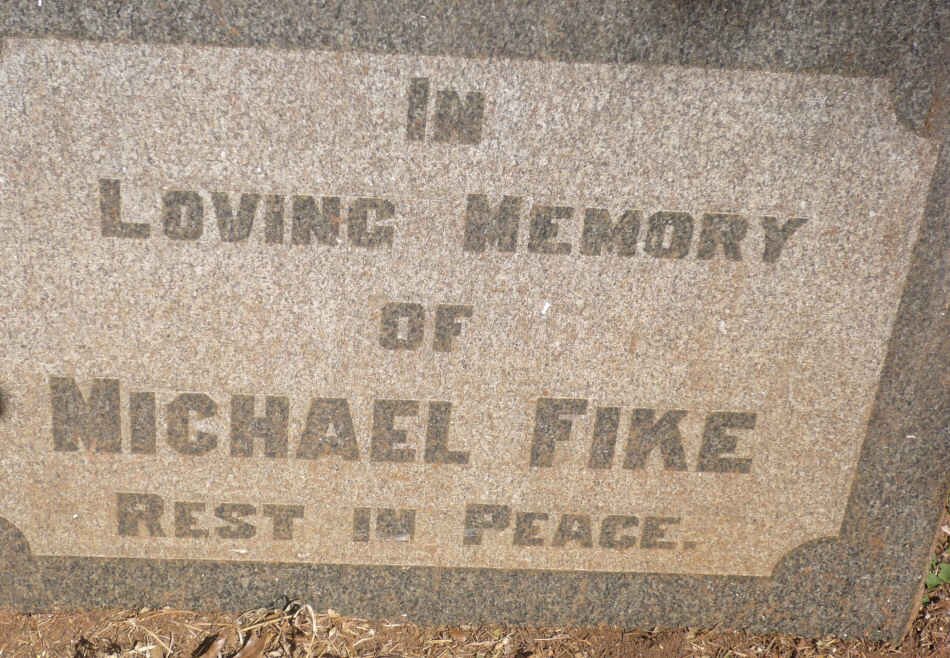 IN
LOVING MEMORY
OF
MICHAEL FIKE
REST IN PEACE.